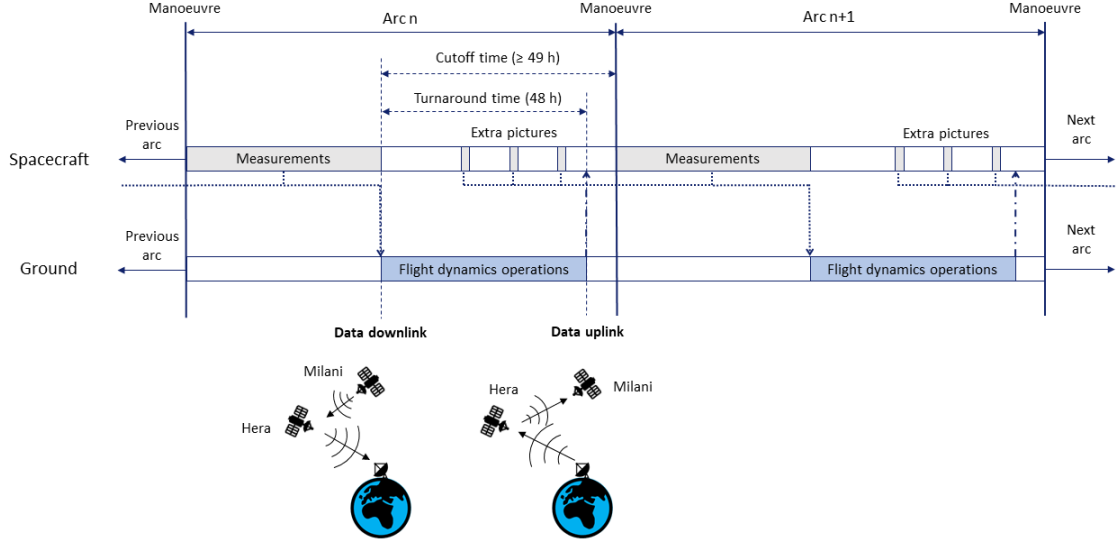 Manoeuvre
Arc n
Manoeuvre
Arc n+1
Manoeuvre
Cutoff time (≥ 49 h)
Turnaround time (48 h)
Previous
arc
Extra pictures
Extra pictures
Next
arc
Spacecraft
Measurements
Measurements
Previous
arc
Next
arc
Ground
Flight dynamics operations
Flight dynamics operations
Data downlink
Data uplink
Milani
Hera
Hera
Milani